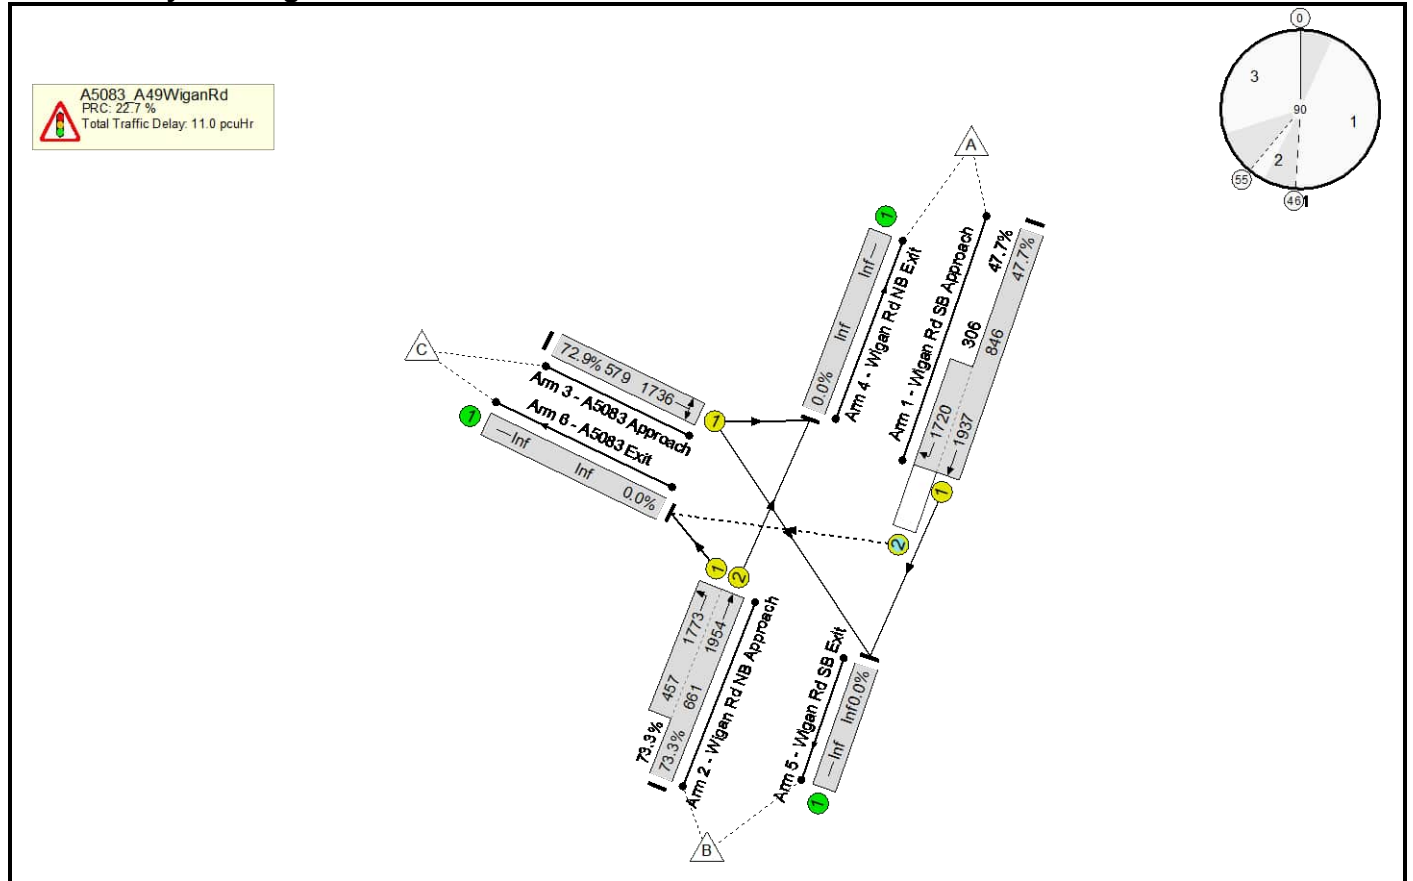 A5083_A49WiganRd
PRC: 22.7 %
Total Traffic Delay: 11.0 pcuHr
0
3
90
1
2
55
46
1
A
1
Inf
Inf
0.0%
Arm 4 - Wigan Rd NB Exit
Arm 1 - Wigan Rd SB Approach
47.7%
47.7%
306
846
1720
1937
1
2
C
72.9% 579 1736
1
Arm 3 - A5083 Approach
Arm 6 - A5083 Exit
1
Inf
Inf
0.0%
1
2
1773
1954
457
661
73.3%
73.3%
Arm 2 - Wigan Rd NB Approach
Arm 5 - Wigan Rd SB Exit
Inf
Inf
0.0%
1
B